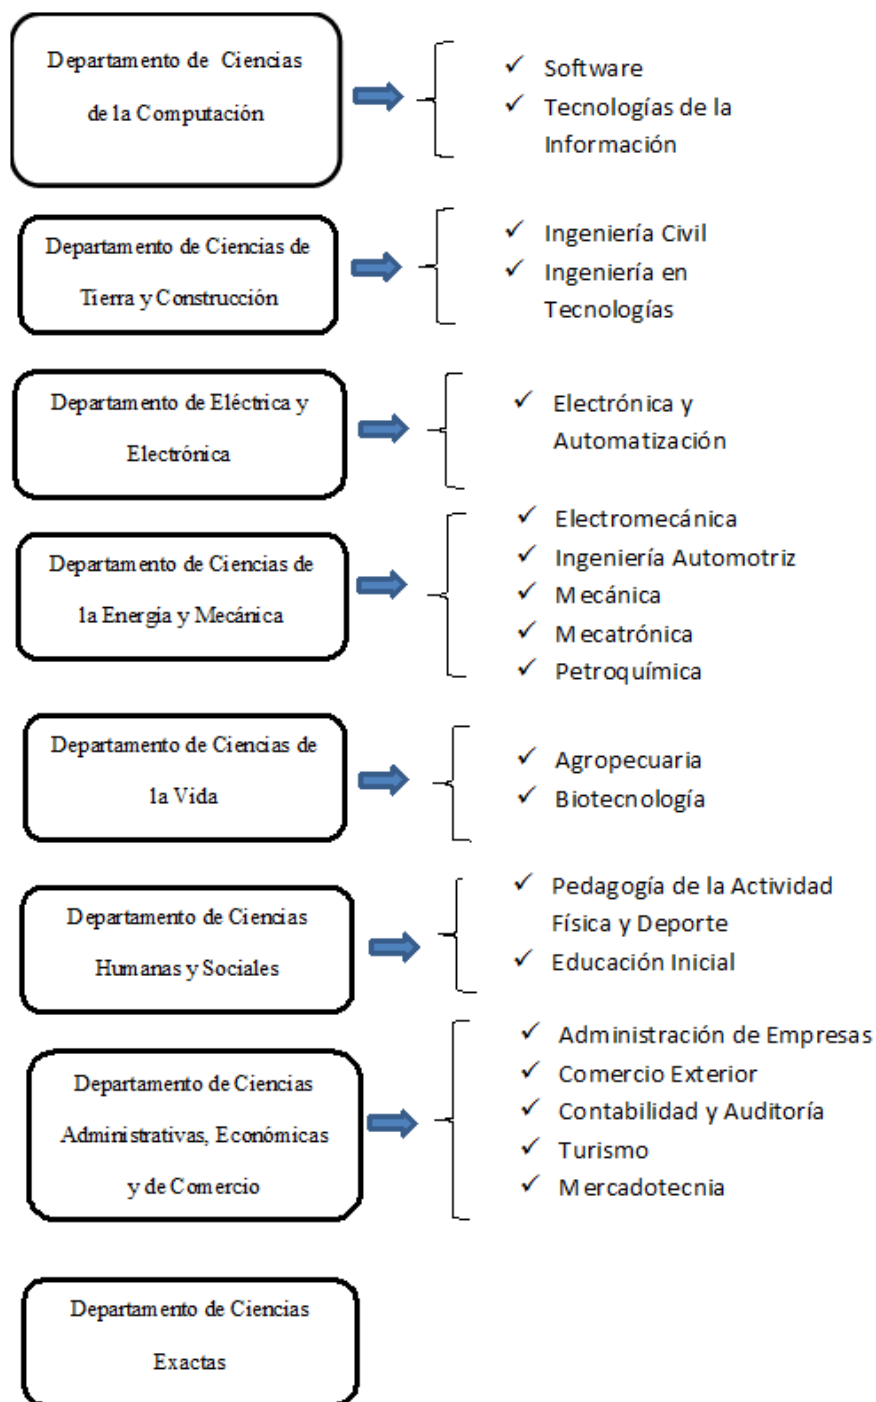 Departamento de Ciencias
de la Computación
✓ Software
✓ Tecnologías de la
Información
Departamento de Ciencias de
Tierra y Construcción
✓ Ingeniería Civil
✓ Ingeniería en
Tecnologías
Departamento de Eléctrica y
Electrónica
✓ Electrónica y
Automatización
Departamento de Ciencias de
la Energía y Mecánica
✓ Electromecánica
✓ Ingeniería Automotriz
✓ Mecánica
✓ Mecatrónica
✓ Petroquímica
Departamento de Ciencias de
la Vida
✓ Agropecuaria
✓ Biotecnología
Departamento de Ciencias
Humanas y Sociales
✓ Pedagogía de la Actividad
Física y Deporte
✓ Educación Inicial
Departamento de Ciencias
Administrativas, Económicas
y de Comercio
✓ Administración de Empresas
✓ Comercio Exterior
✓ Contabilidad y Auditoría
✓ Turismo
✓ Mercadotecnia
Departamento de Ciencias
Exactas